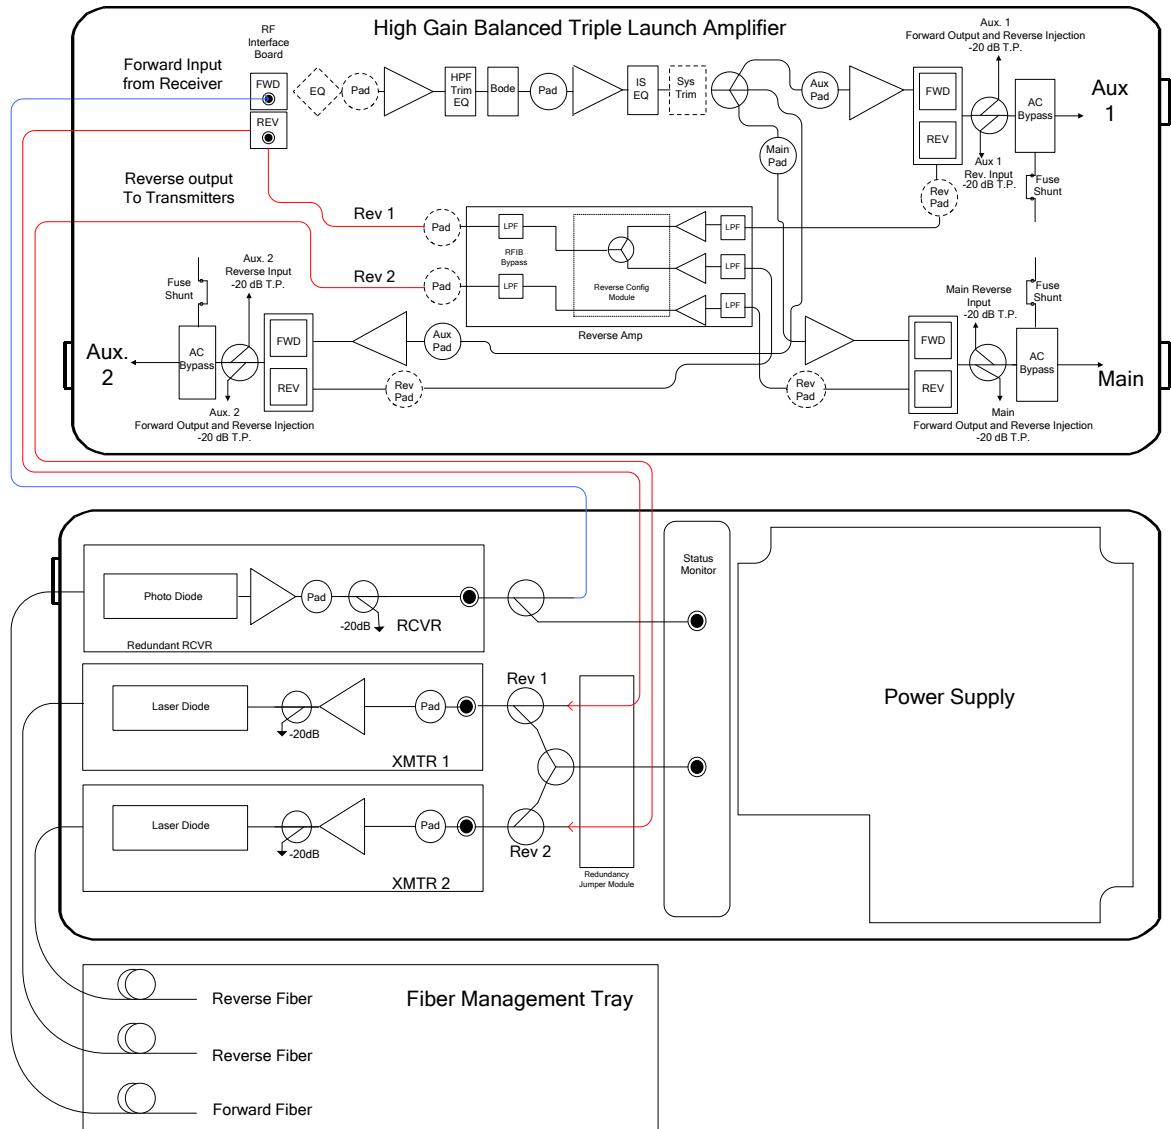 High Gain Balanced Triple Launch Amplifier
RF
Interface
Board
Forward Input
from Receiver
FWD
REV
EQ
Pad
HPF
Trim
EQ
Bode
Pad
IS
EQ
Sys
Trim
Aux
Pad
FWD
REV
Aux. 1
Forward Output and Reverse Injection
-20 dB T.P.
AC
Bypass
Aux
1
Aux 1
Rev. Input
-20 dB T.P.
Fuse
Shunt
Main
Pad
Rev
Pad
Reverse output
To Transmitters
Rev 1
Pad
LPF
RFIB
Bypass
LPF
LPF
LPF
LPF
Reverse Config
Module
Reverse Amp
Rev 2
Pad
Aux. 2
Reverse Input
-20 dB T.P.
Fuse
Shunt
Aux.
2
AC
Bypass
FWD
REV
Aux
Pad
Rev
Pad
Aux. 2
Forward Output and Reverse Injection
-20 dB T.P.
Rev
Pad
FWD
REV
Main Reverse
Input
-20 dB T.P.
Fuse
Shunt
AC
Bypass
Main
Main
Forward Output and Reverse Injection
-20 dB T.P.
Photo Diode
Pad
-20dB
RCVR
Redundant RCVR
Status
Monitor
Power Supply
Laser Diode
-20dB
Pad
XMTR 1
Rev 1
Laser Diode
-20dB
Pad
XMTR 2
Rev 2
Redundancy
Jumper Module
Fiber Management Tray
Reverse Fiber
Reverse Fiber
Forward Fiber